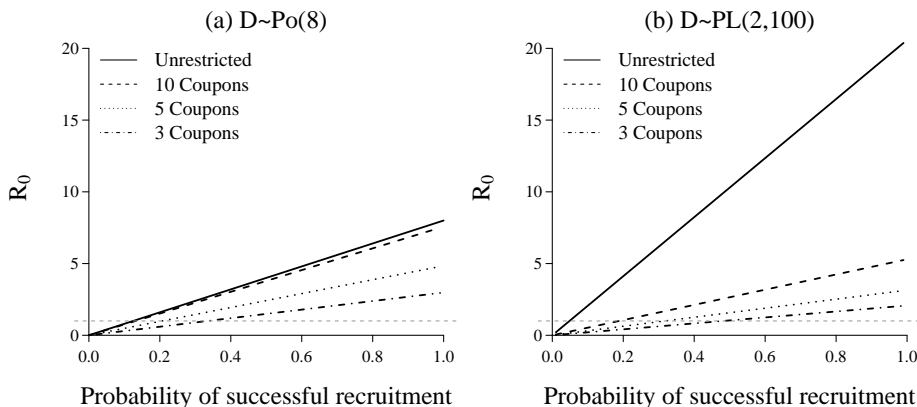 (a) D~Po(8)
R0
20
15
10
5
0
Unrestricted
10 Coupons
5 Coupons
3 Coupons
0.0 0.2 0.4 0.6 0.8 1.0
Probability of successful recruitment
(b) D~PL(2,100)
R0
20
15
10
5
0
Unrestricted
10 Coupons
5 Coupons
3 Coupons
0.0 0.2 0.4 0.6 0.8 1.0
Probability of successful recruitment